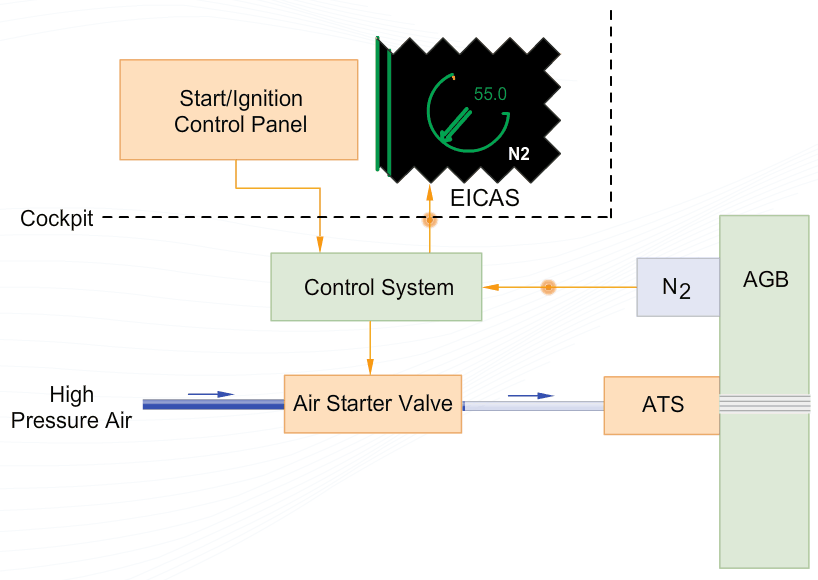 Start/Ignition
Control Panel
55.0
N2
EICAS
Cockpit
Control System
N2
AGB
High
Pressure Air
Air Starter Valve
ATS